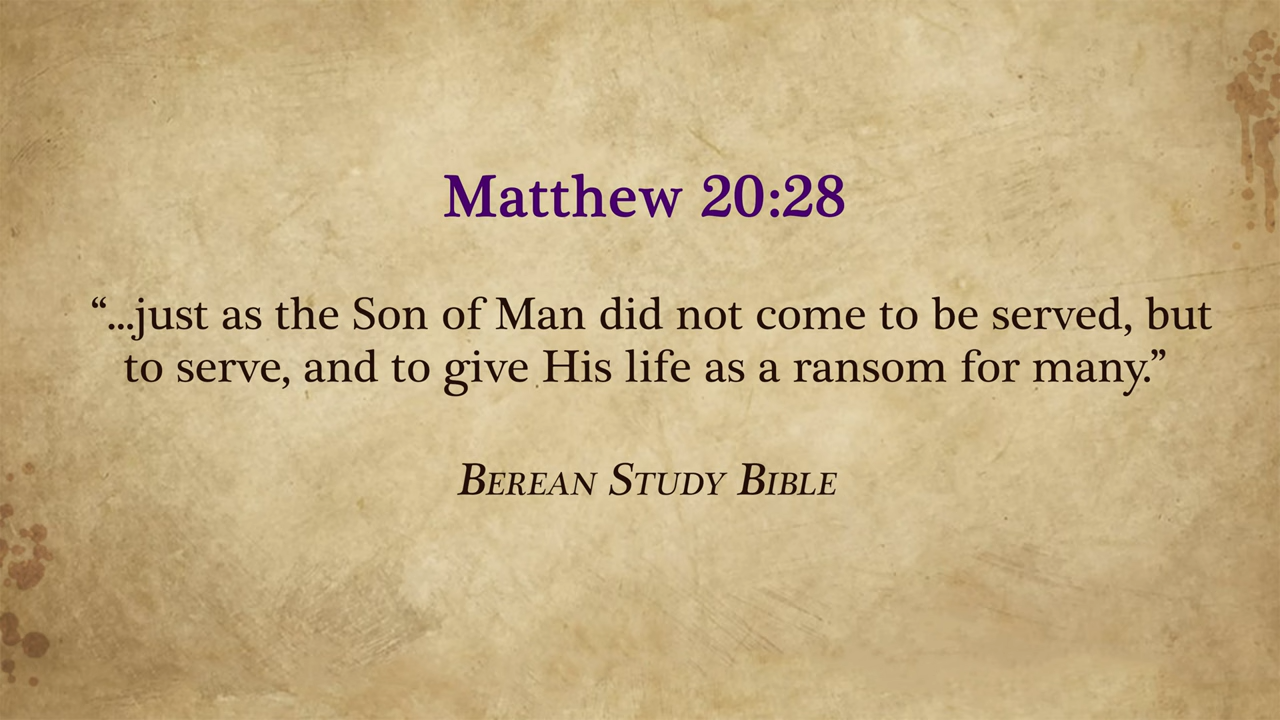 Matthew 20:28
“...just as the Son of Man did not come to be served, but
to serve, and to give His life as a ransom for many.”
Berean Study Bible